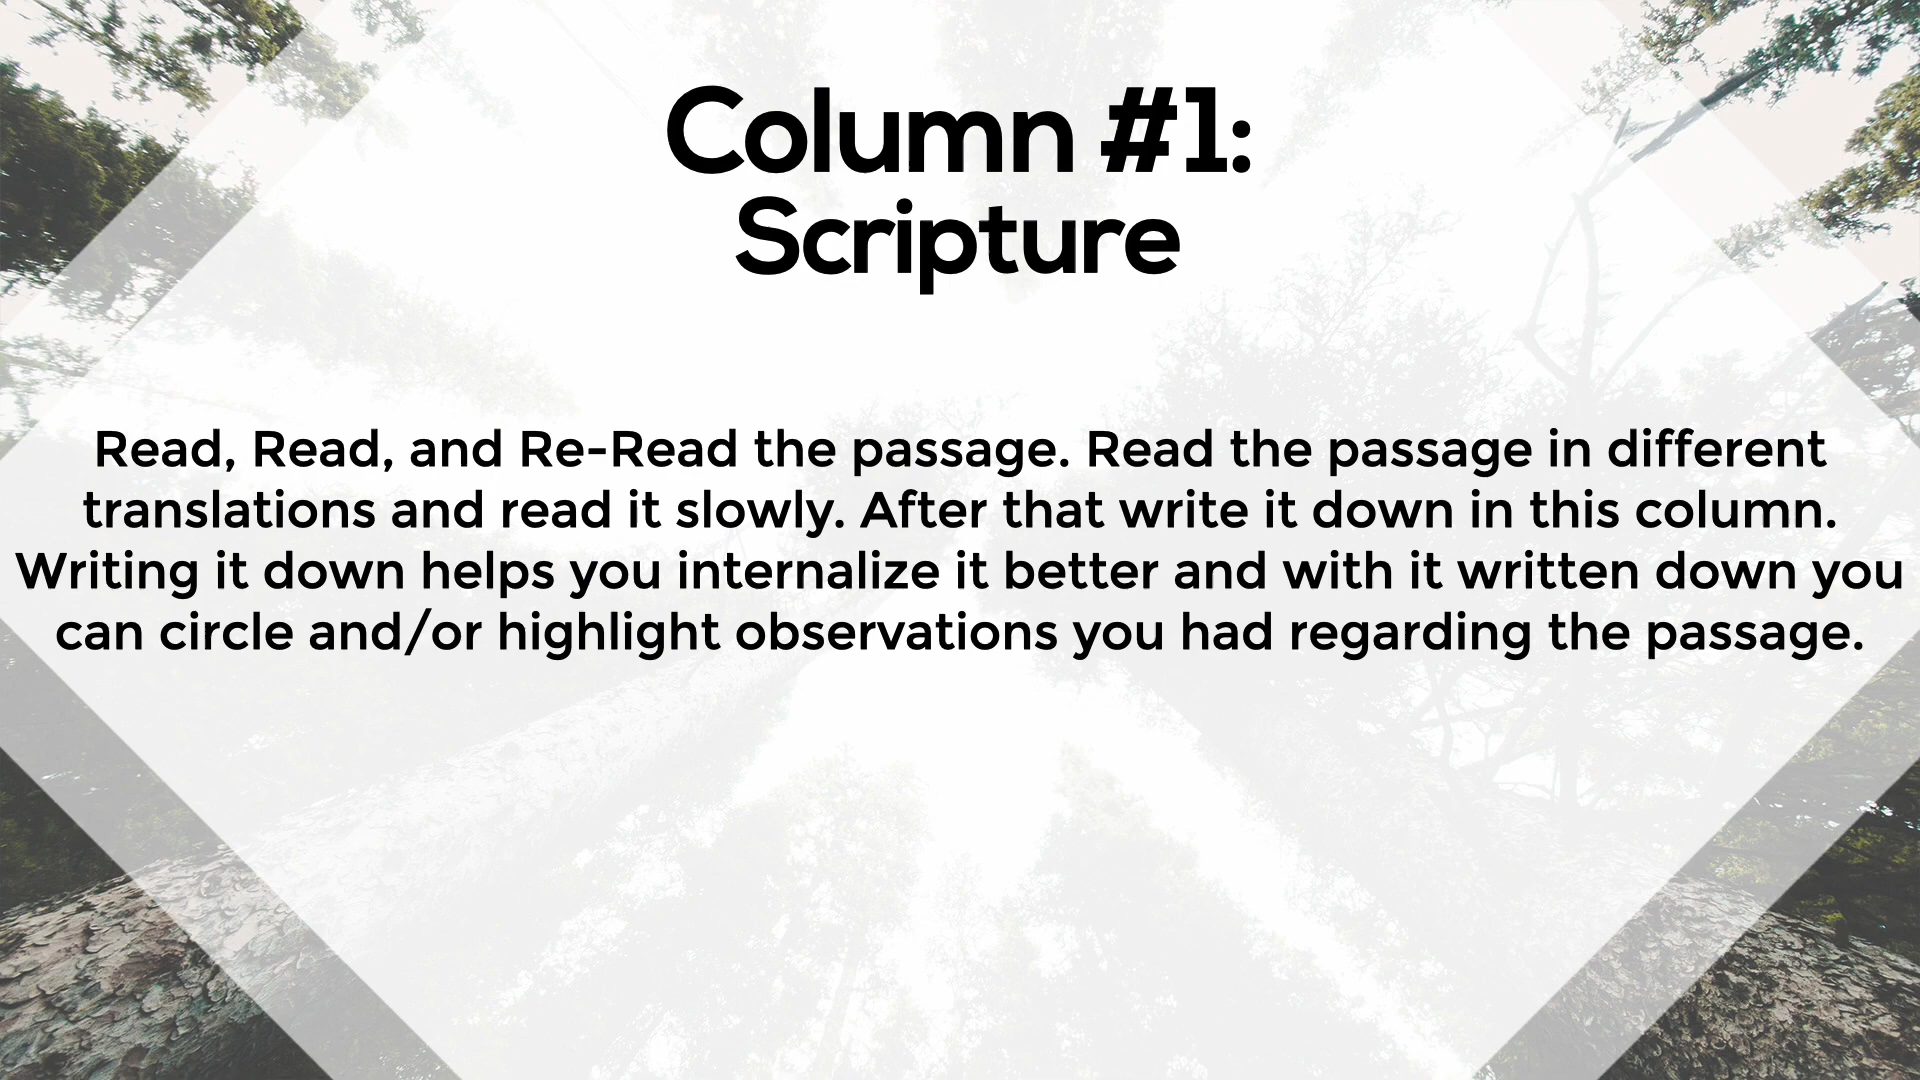 Column #1:
Scripture
Read, Read, and Re-Read the passage. Read the passage in different
translations and read it slowly. After that write it down in this column.
Writing it down helps you internalize it better and with it written down you
can circle and/or highlight observations you had regarding the passage.